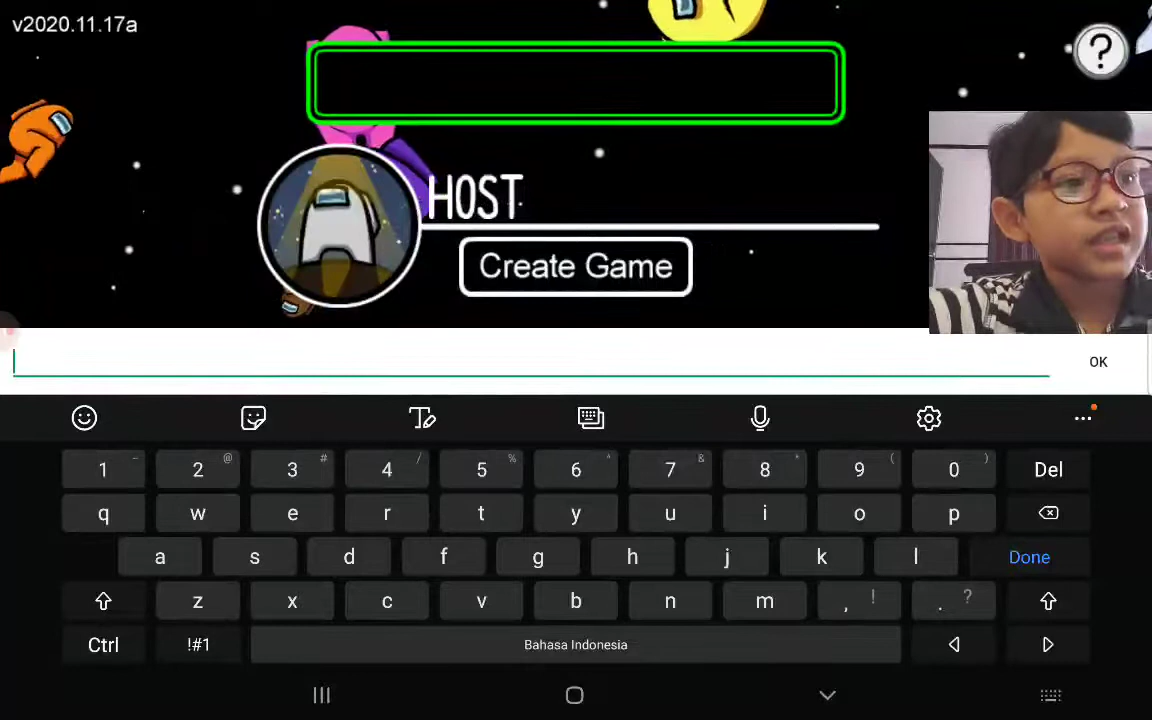 v2020.11.17a
?
HOST
Create Game
OK
1 - 2 @ 3 # 4 / 5 % 6 ^ 7 & 8 * 9 ( 0 ) Del
q w e r t y u i o p
a s d f g h j k l Done
z x c v b n m , ! . ?
Ctrl !#1 Bahasa Indonesia